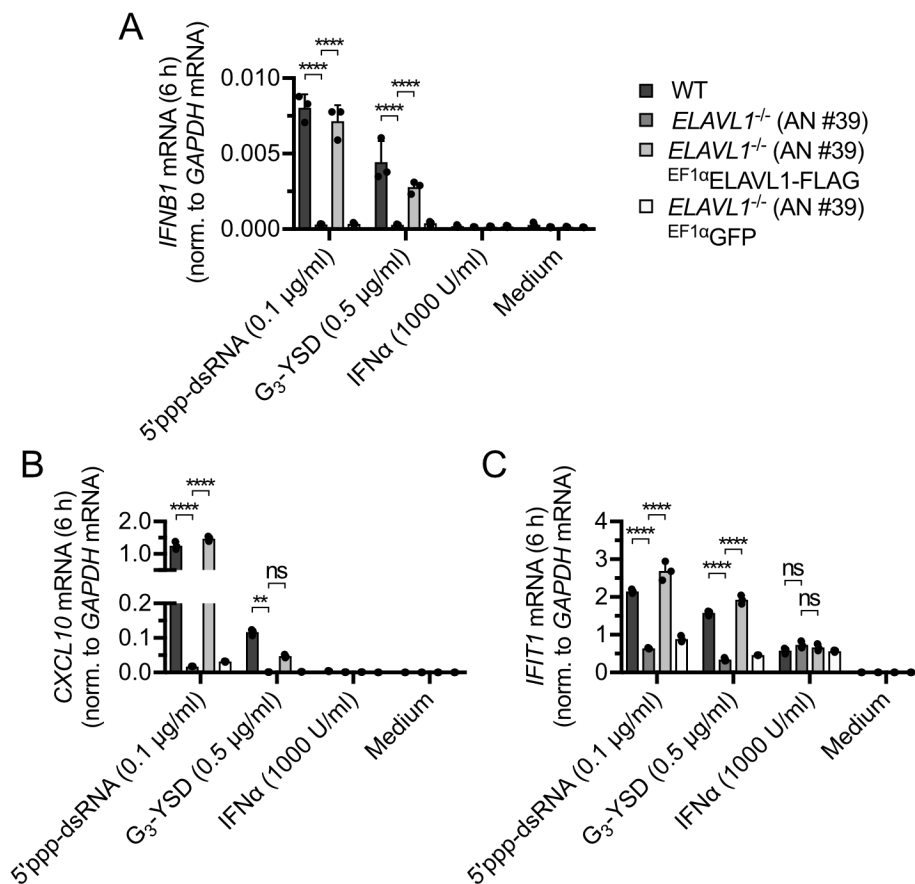 A
IFNB1 mRNA (6 h)
(norm. to GAPDH mRNA)
0.010
0.005
0.000
**** ****
**** ****
5'ppp-dsRNA (0.1 µg/ml)
G₃-YSD (0.5 µg/ml)
IFNα (1000 U/ml)
Medium
WT
ELAVL1⁻/⁻ (AN #39)
ELAVL1⁻/⁻ (AN #39)
EF1αELAVL1-FLAG
ELAVL1⁻/⁻ (AN #39)
EF1αGFP
B
CXCL10 mRNA (6 h)
(norm. to GAPDH mRNA)
2.0
1.0
0.2
0.1
0.0
**** ****
** ns
5'ppp-dsRNA (0.1 µg/ml)
G₃-YSD (0.5 µg/ml)
IFNα (1000 U/ml)
Medium
C
IFIT1 mRNA (6 h)
(norm. to GAPDH mRNA)
4
3
2
1
0
**** ****
**** ****
ns ns
5'ppp-dsRNA (0.1 µg/ml)
G₃-YSD (0.5 µg/ml)
IFNα (1000 U/ml)
Medium